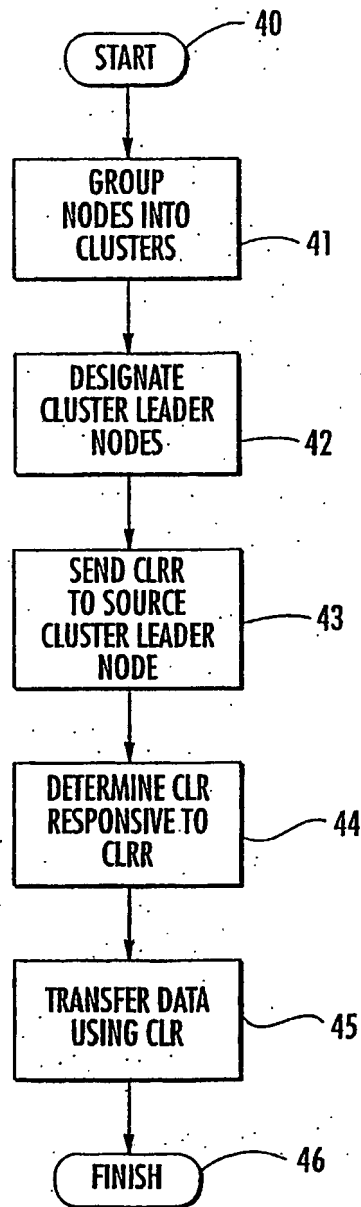 START
40
GROUP
NODES INTO
CLUSTERS
41
DESIGNATE
CLUSTER LEADER
NODES
42
SEND CLRR
TO SOURCE
CLUSTER LEADER
NODE
43
DETERMINE CLR
RESPONSIVE TO
CLRR
44
TRANSFER DATA
USING CLR
45
FINISH
46